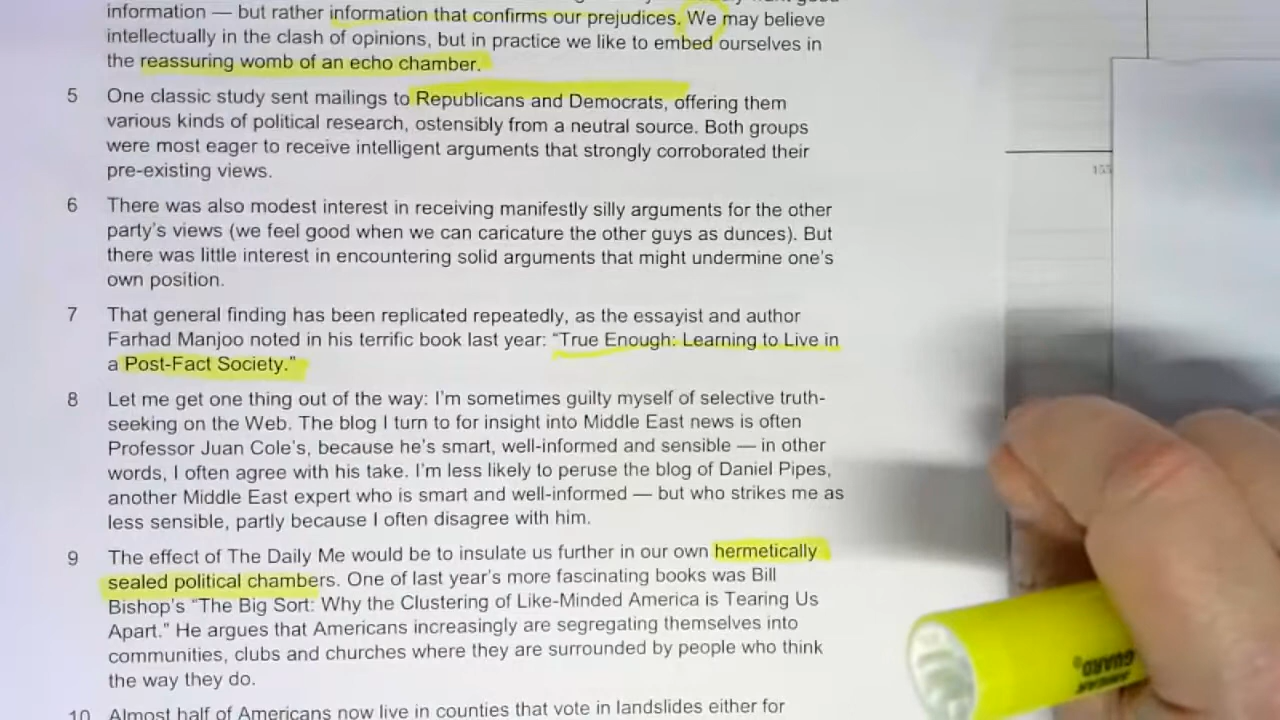 information — but rather information that confirms our prejudices. We may believe
intellectually in the clash of opinions, but in practice we like to embed ourselves in
the reassuring womb of an echo chamber.
5 One classic study sent mailings to Republicans and Democrats, offering them
various kinds of political research, ostensibly from a neutral source. Both groups
were most eager to receive intelligent arguments that strongly corroborated their
pre-existing views.
6 There was also modest interest in receiving manifestly silly arguments for the other
party's views (we feel good when we can caricature the other guys as dunces). But
there was little interest in encountering solid arguments that might undermine one's
own position.
7 That general finding has been replicated repeatedly, as the essayist and author
Farhad Manjoo noted in his terrific book last year: “True Enough: Learning to Live in
a Post-Fact Society.”
8 Let me get one thing out of the way: I'm sometimes guilty myself of selective truth-
seeking on the Web. The blog I turn to for insight into Middle East news is often
Professor Juan Cole's, because he's smart, well-informed and sensible — in other
words, I often agree with his take. I'm less likely to peruse the blog of Daniel Pipes,
another Middle East expert who is smart and well-informed — but who strikes me as
less sensible, partly because I often disagree with him.
9 The effect of The Daily Me would be to insulate us further in our own hermetically
sealed political chambers. One of last year's more fascinating books was Bill
Bishop's “The Big Sort: Why the Clustering of Like-Minded America is Tearing Us
Apart.” He argues that Americans increasingly are segregating themselves into
communities, clubs and churches where they are surrounded by people who think
the way they do.
10 Almost half of Americans now live in counties that vote in landslides either for
155
GUARD®